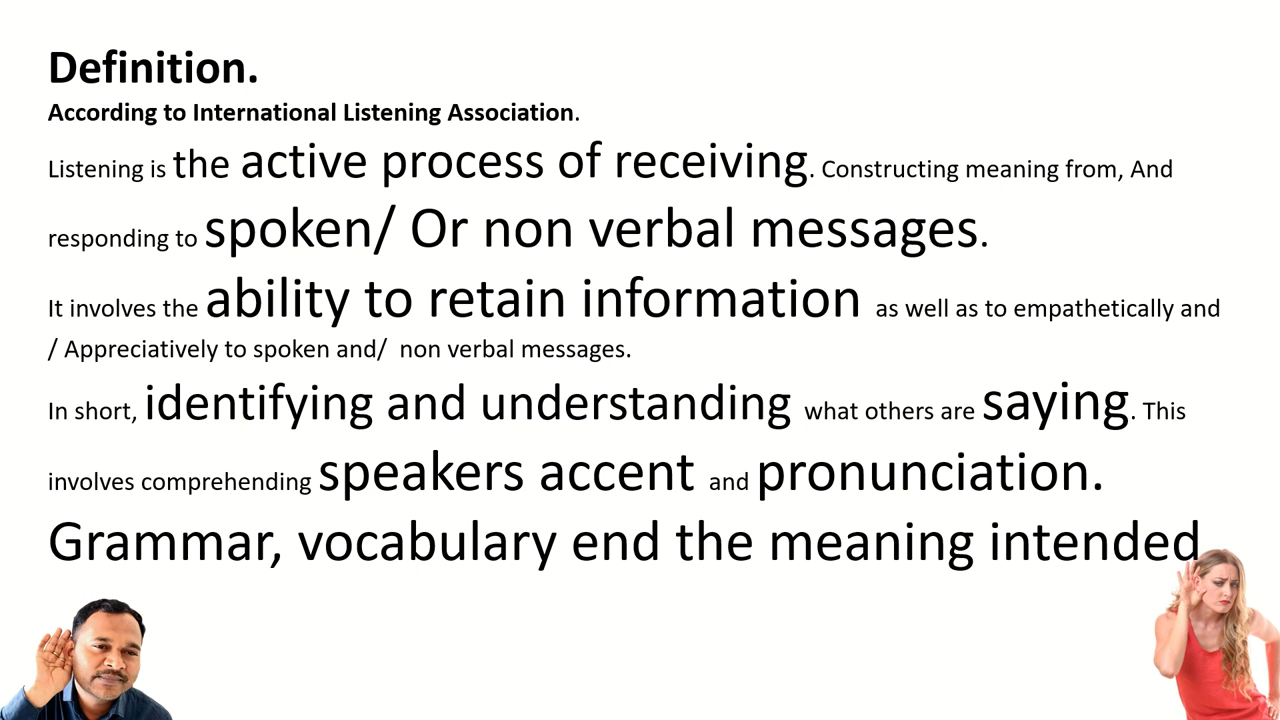 Definition.
According to International Listening Association.
Listening is the active process of receiving. Constructing meaning from, And
responding to spoken/ Or non verbal messages.
It involves the ability to retain information as well as to empathetically and
/ Appreciatively to spoken and/ non verbal messages.
In short, identifying and understanding what others are saying. This
involves comprehending speakers accent and pronunciation.
Grammar, vocabulary end the meaning intended